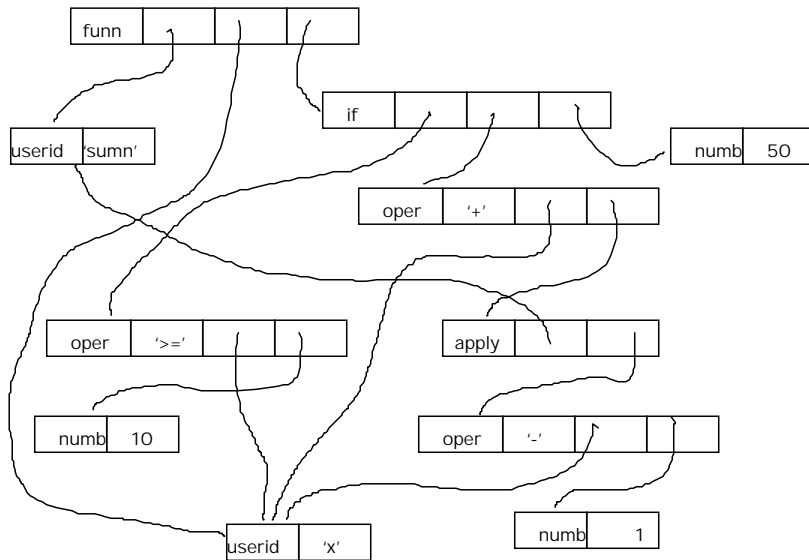 funn
if
userid 'sumn'
numb 50
oper '+'
oper '>='
apply
numb 10
oper '-'
userid 'x'
numb 1